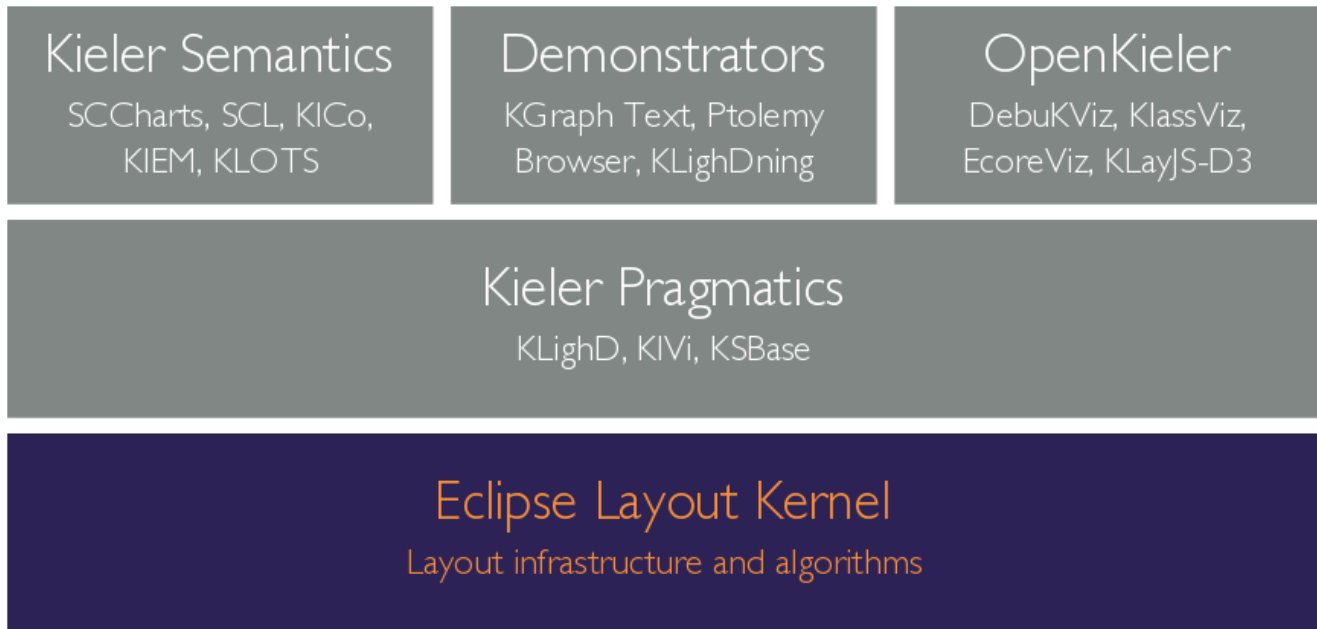 Kieler Semantics
SCCharts, SCL, KICo,
KIEM, KLOTS
Demonstrators
KGraph Text, Ptolemy
Browser, KLighDning
OpenKieler
DebuKViz, KlassViz,
EcoreViz, KLayJS-D3
Kieler Pragmatics
KLighD, KIVi, KSBase
Eclipse Layout Kernel
Layout infrastructure and algorithms